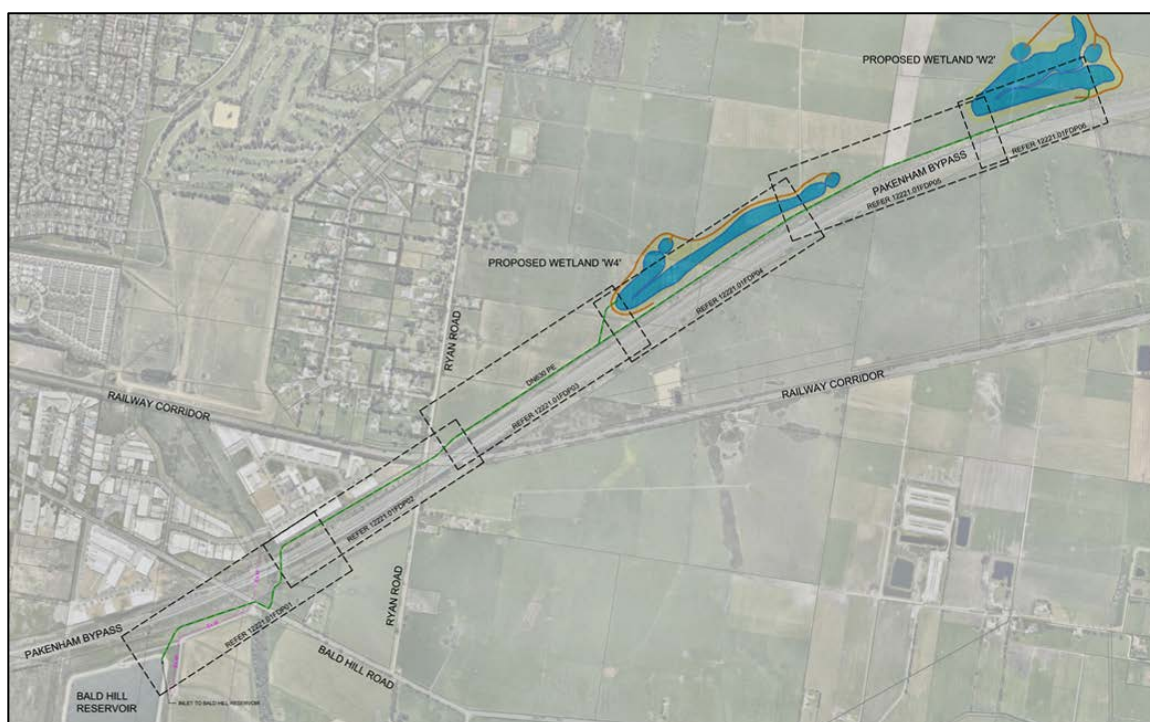 PROPOSED WETLAND 'W2'
REFER 12221.01FDP06
PAKENHAM BYPASS
REFER 12221.01FDP05
PROPOSED WETLAND 'W4'
REFER 12221.01FDP04
RYAN ROAD
DN630 PE
REFER 12221.01FDP03
RAILWAY CORRIDOR
RAILWAY CORRIDOR
REFER 12221.01FDP02
RYAN ROAD
REFER 12221.01FDP01
PAKENHAM BYPASS
BALD HILL ROAD
BALD HILL
RESERVOIR
INLET TO BALD HILL RESERVOIR